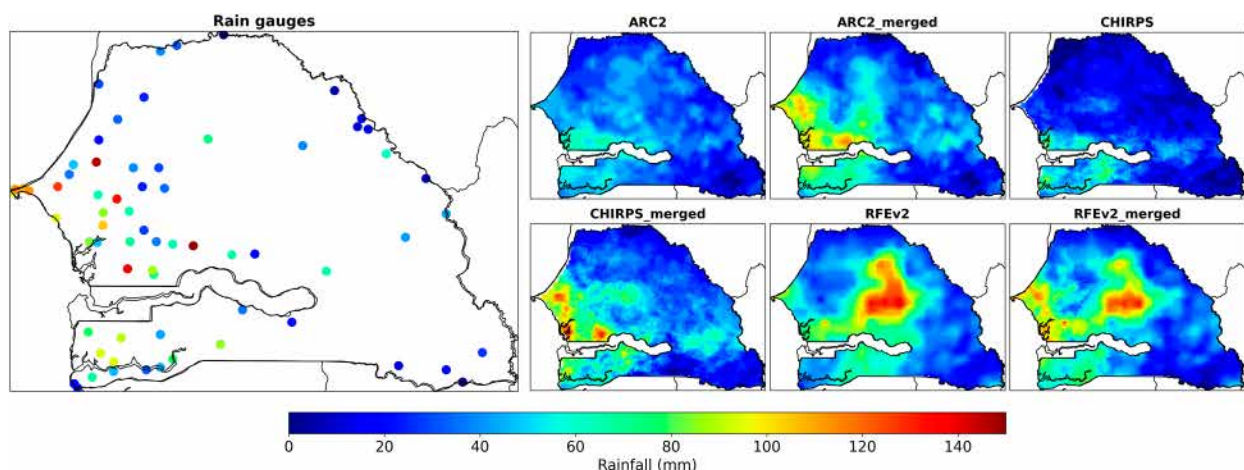 Rain gauges
ARC2
ARC2_merged
CHIRPS
CHIRPS_merged
RFEv2
RFEv2_merged
0 20 40 60 80 100 120 140
Rainfall (mm)